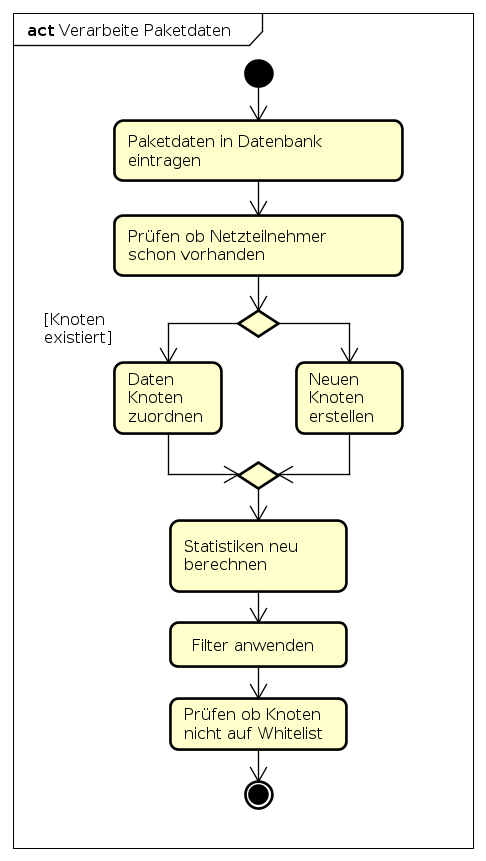 act Verarbeite Paketdaten
Paketdaten in Datenbank
eintragen
Prüfen ob Netzteilnehmer
schon vorhanden
[Knoten
existiert]
Daten
Knoten
zuordnen
Neuen
Knoten
erstellen
Statistiken neu
berechnen
Filter anwenden
Prüfen ob Knoten
nicht auf Whitelist